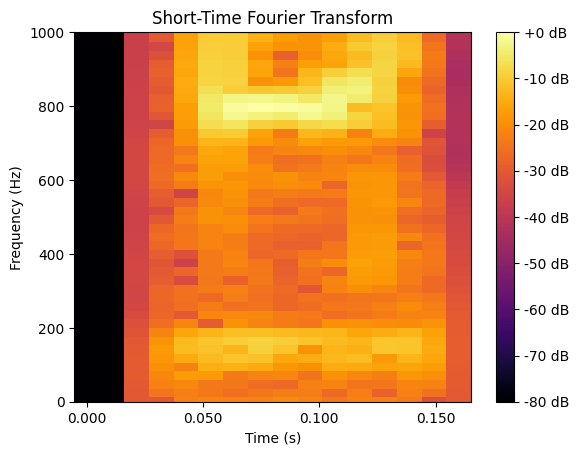 Short-Time Fourier Transform
1000
800
600
400
200
0
Frequency (Hz)
0.000
0.050
0.100
0.150
Time (s)
+0 dB
-10 dB
-20 dB
-30 dB
-40 dB
-50 dB
-60 dB
-70 dB
-80 dB